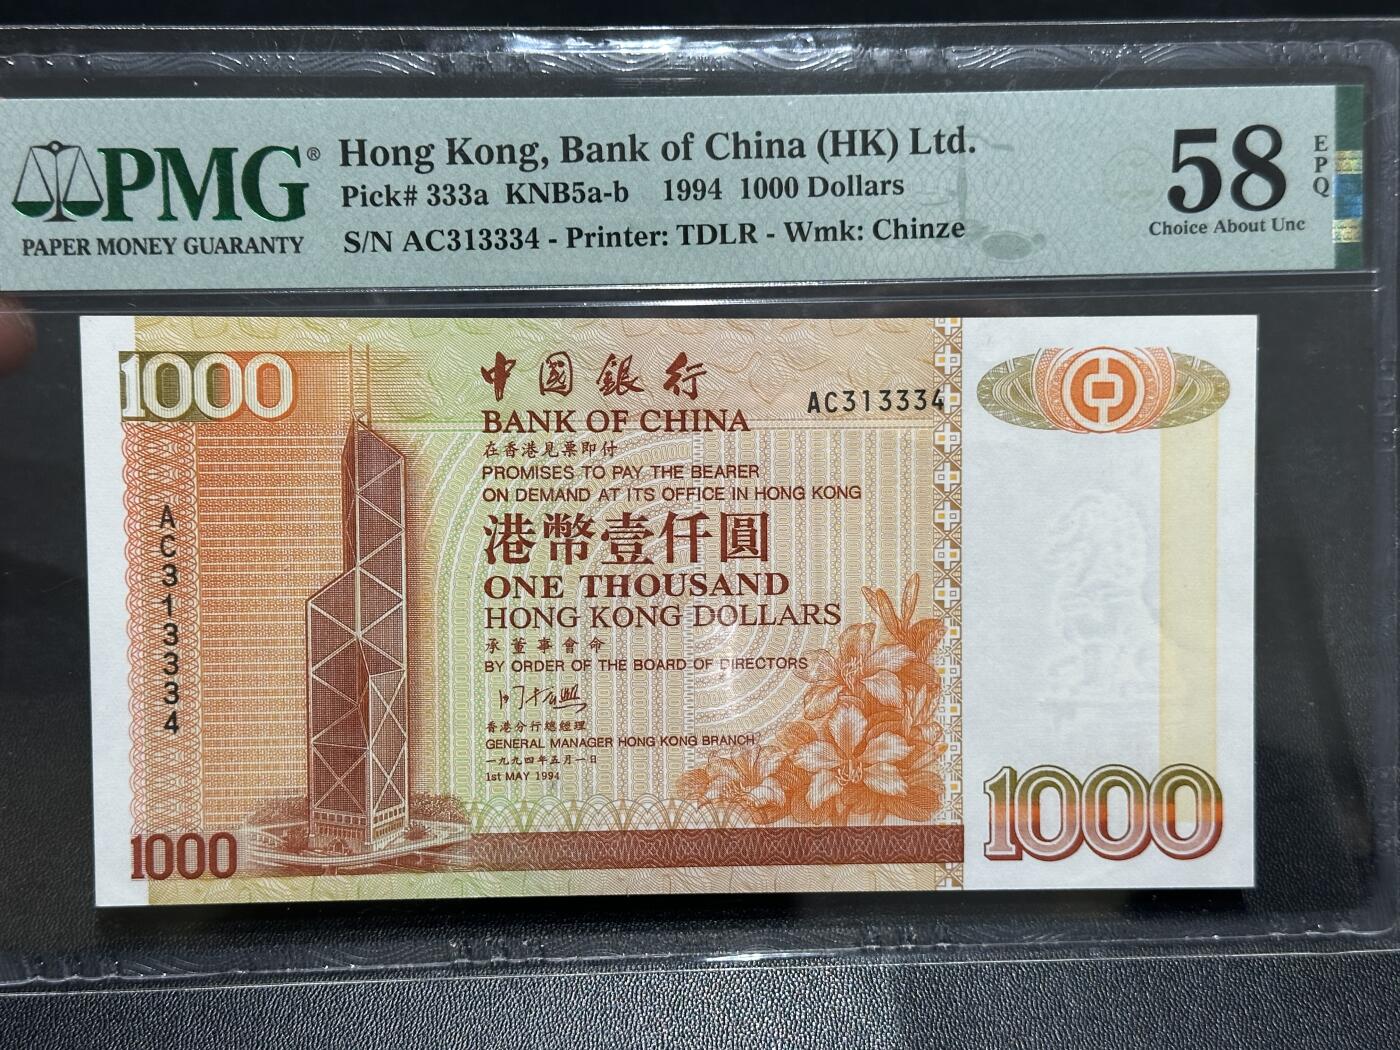 PMG®
PAPER MONEY GUARANTY
Hong Kong, Bank of China (HK) Ltd.
Pick# 333a KNB5a-b 1994 1000 Dollars
S/N AC313334 - Printer: TDLR - Wmk: Chinze
58
EPQ
Choice About Unc
1000
中國銀行
BANK OF CHINA
AC313334
在香港見票即付
PROMISES TO PAY THE BEARER
ON DEMAND AT ITS OFFICE IN HONG KONG
港幣壹仟圓
ONE THOUSAND
HONG KONG DOLLARS
承董事會命
BY ORDER OF THE BOARD OF DIRECTORS
香港分行總經理
GENERAL MANAGER HONG KONG BRANCH
一九九四年五月一日
1st MAY 1994
AC313334
1000
1000